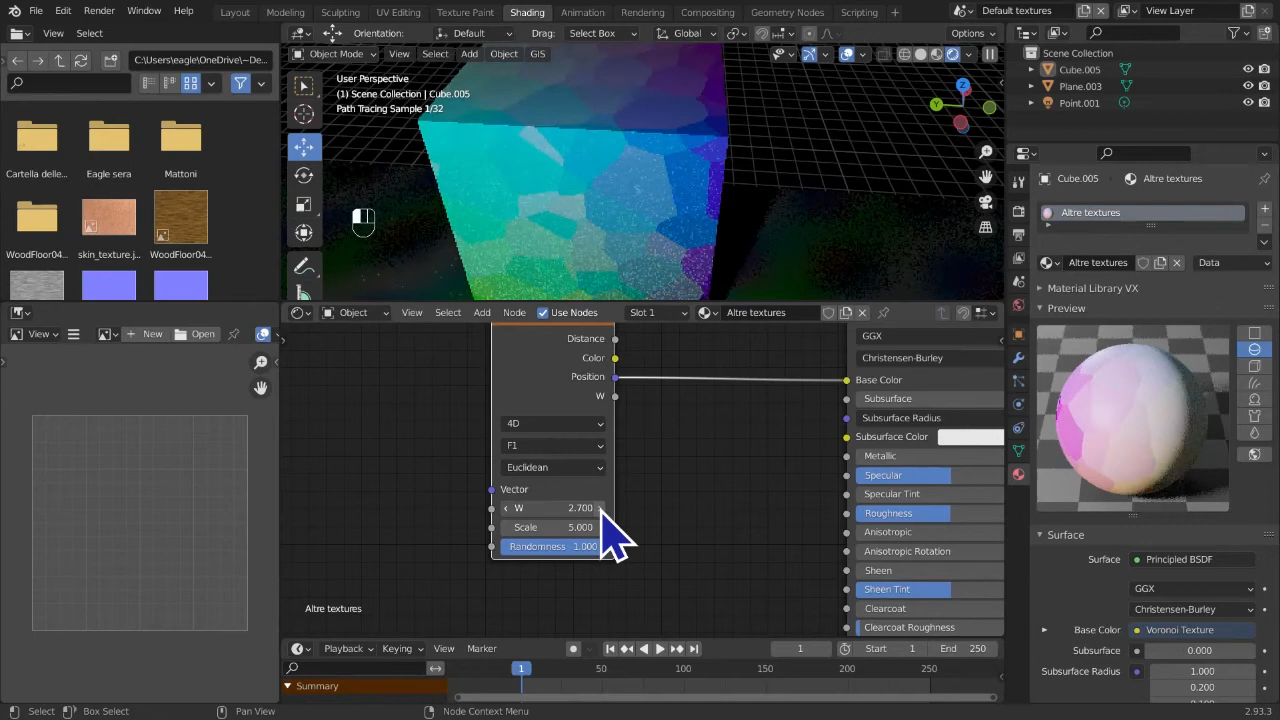 File Edit Render Window Help Layout Modeling Sculpting UV Editing Texture Paint Shading Animation Rendering Compositing Geometry Nodes Scripting + Default textures View Layer
View Select Orientation: Default Drag: Select Box Global Options
C:\Users\eagle\OneDrive\~De...
Object Mode View Select Add Object GIS
User Perspective
(1) Scene Collection | Cube.005
Path Tracing Sample 1/32
Z
Y
Cartella delle...
Eagle sera
Mattoni
WoodFloor04...
skin_texture.j...
WoodFloor04...
Scene Collection
Cube.005
Plane.003
Point.001
Cube.005 Altre textures
Altre textures
Altre textures Data
Material Library VX
Preview
Surface
Surface Principled BSDF
GGX
Christensen-Burley
Base Color Voronoi Texture
Subsurface 0.000
Subsurface Radius 1.000
0.200
View New Open
Object View Select Add Node Use Nodes Slot 1 Altre textures
Distance
Color
Position
W
4D
F1
Euclidean
Vector
W 2.700
Scale 5.000
Randomness 1.000
GGX
Christensen-Burley
Base Color
Subsurface
Subsurface Radius
Subsurface Color
Metallic
Specular
Specular Tint
Roughness
Anisotropic
Anisotropic Rotation
Sheen
Sheen Tint
Clearcoat
Clearcoat Roughness
Altre textures
Playback Keying View Marker 1 Start 1 End 250
1 50 100 150 200 250
Summary
Select Box Select Pan View Node Context Menu 2.93.3